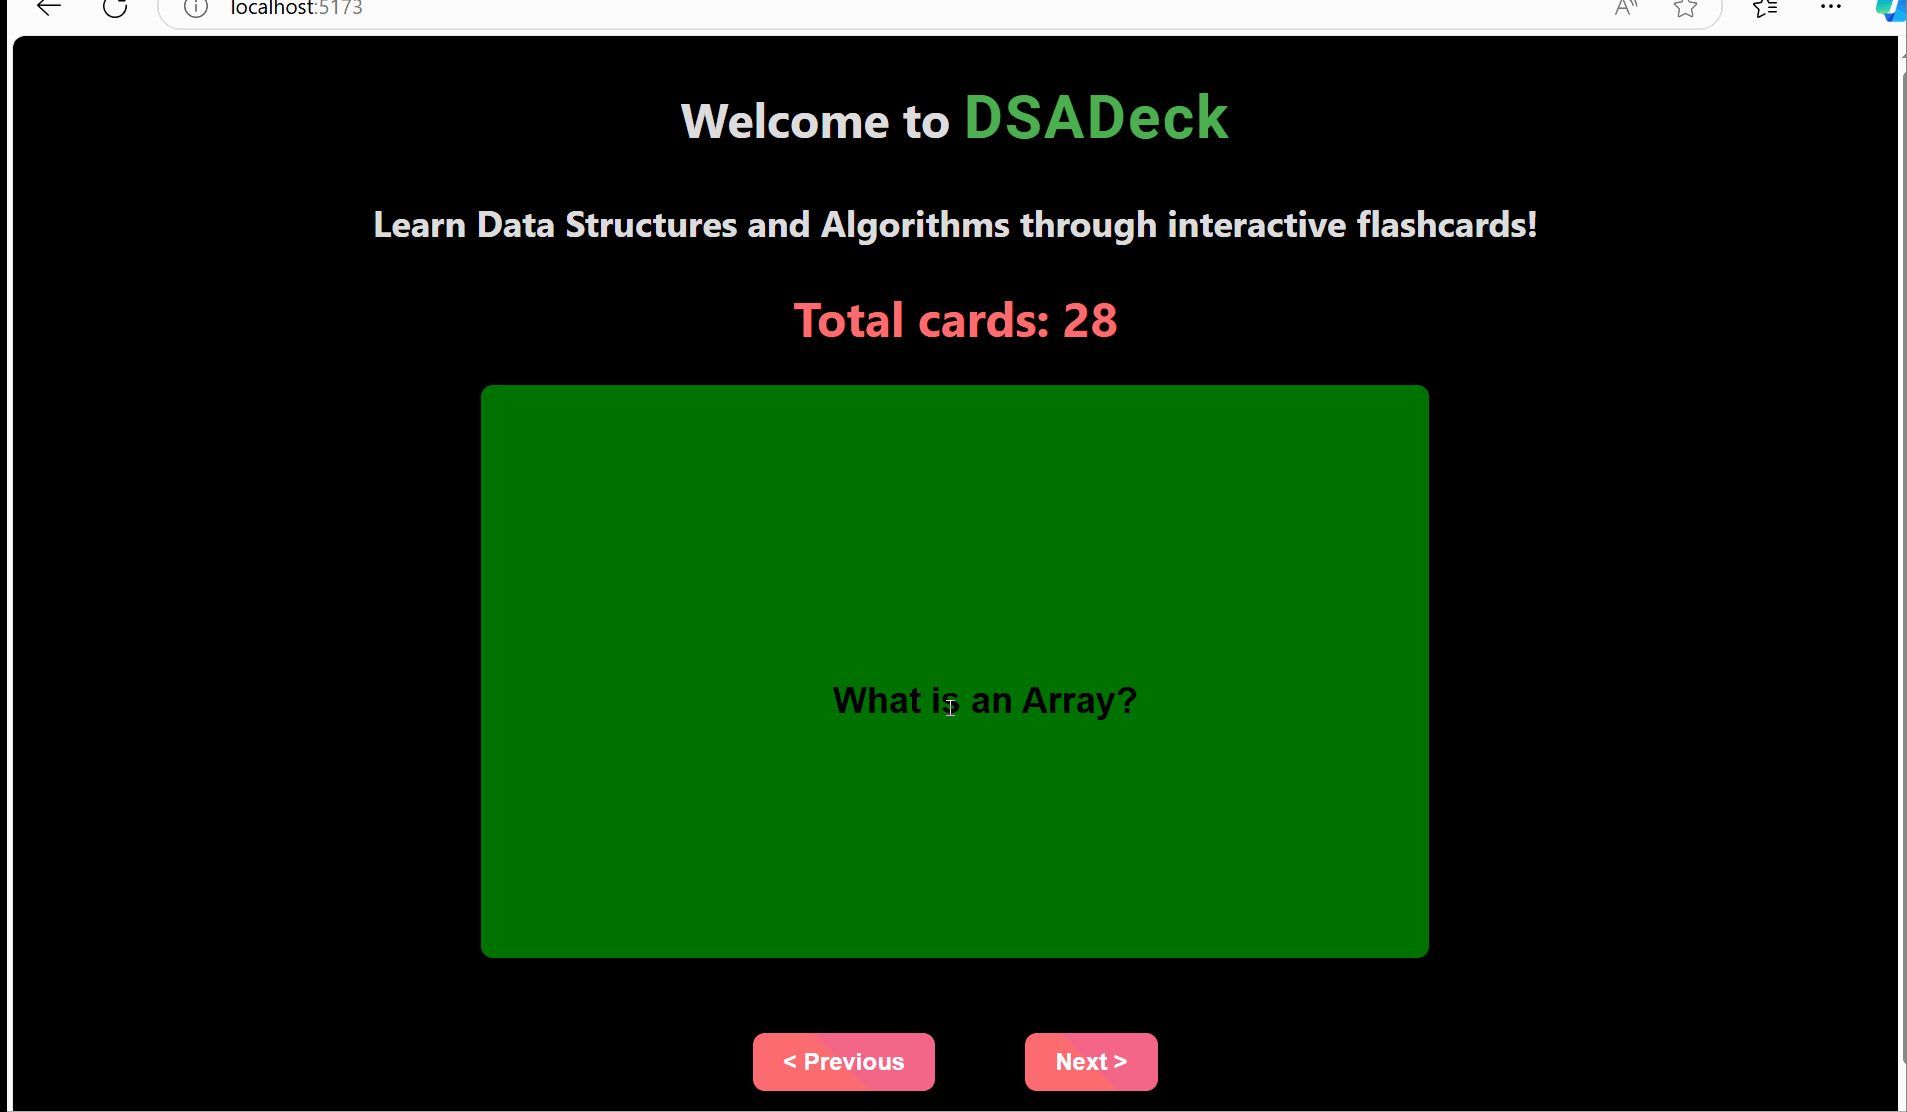 localhost:5173
Welcome to DSADeck
Learn Data Structures and Algorithms through interactive flashcards!
Total cards: 28
What is an Array?
< Previous
Next >